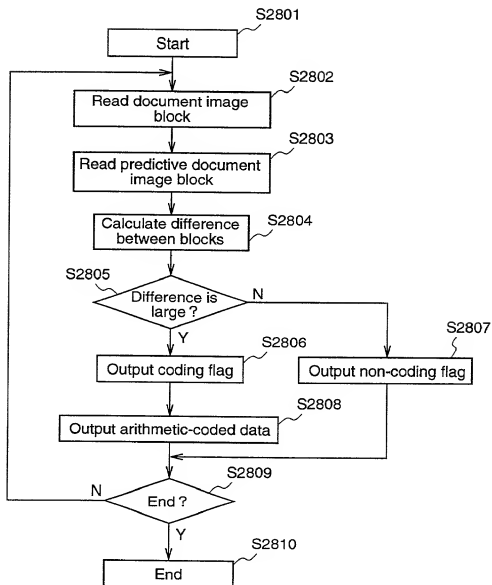 S2801
Start
S2802
Read document image
block
S2803
Read predictive document
image block
S2804
Calculate difference
between blocks
S2805
Difference is
large ?
N
Y
S2806
Output coding flag
S2807
Output non-coding flag
S2808
Output arithmetic-coded data
S2809
N
End ?
Y
S2810
End